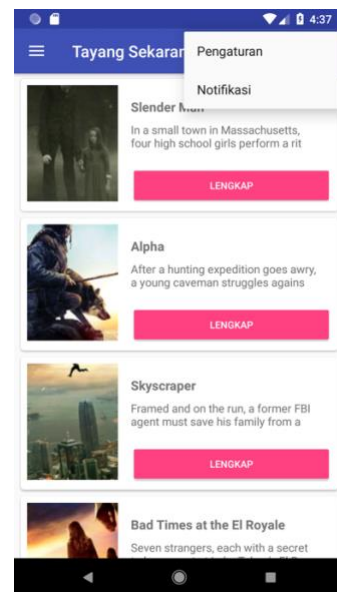 4:37
Tayang Sekaran
Pengaturan
Notifikasi
Slender Man
In a small town in Massachusetts,
four high school girls perform a rit
LENGKAP
Alpha
After a hunting expedition goes awry,
a young caveman struggles agains
LENGKAP
Skyscraper
Framed and on the run, a former FBI
agent must save his family from a
LENGKAP
Bad Times at the El Royale
Seven strangers, each with a secret